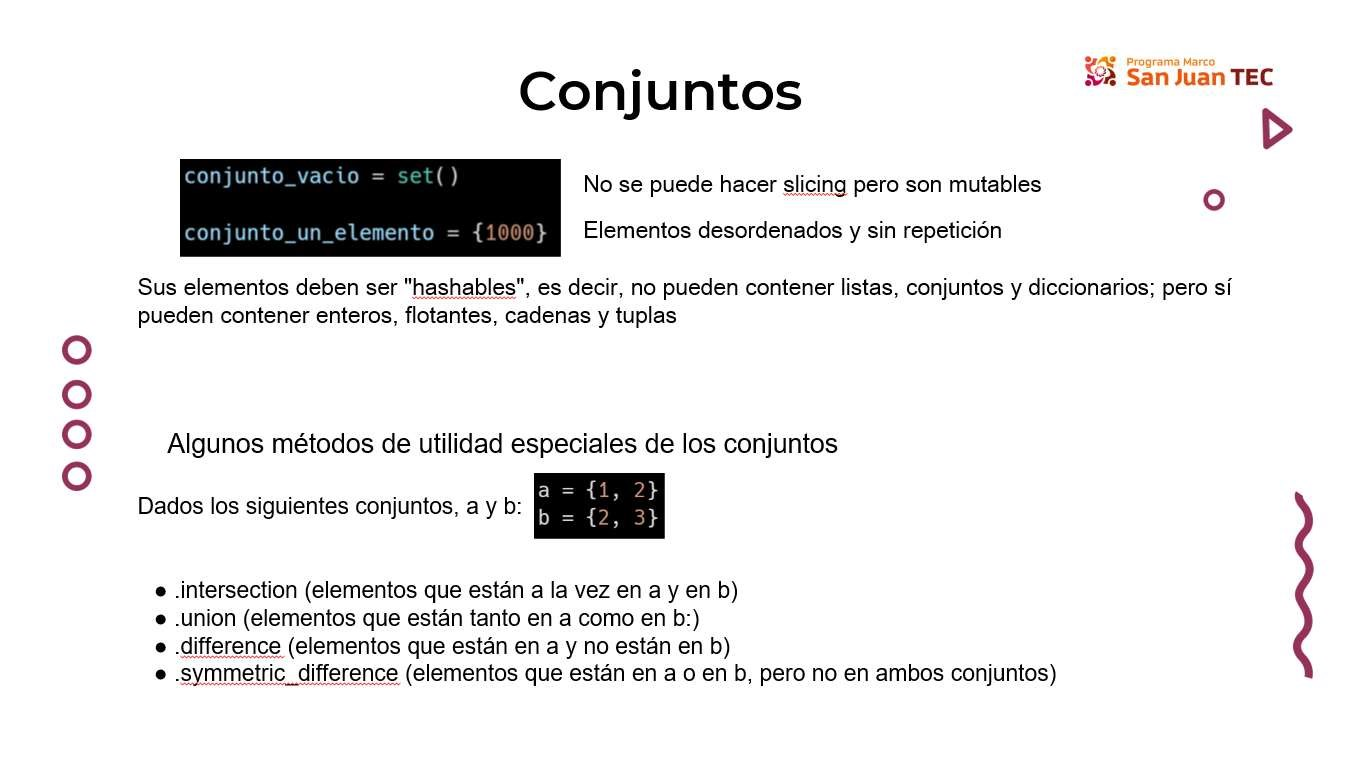 Conjuntos
Programa Marco
San Juan TEC
conjunto_vacio = set()
conjunto_un_elemento = {1000}
No se puede hacer slicing pero son mutables
Elementos desordenados y sin repetición
Sus elementos deben ser "hashables", es decir, no pueden contener listas, conjuntos y diccionarios; pero sí
pueden contener enteros, flotantes, cadenas y tuplas
Algunos métodos de utilidad especiales de los conjuntos
Dados los siguientes conjuntos, a y b:
a = {1, 2}
b = {2, 3}
● .intersection (elementos que están a la vez en a y en b)
● .union (elementos que están tanto en a como en b:)
● .difference (elementos que están en a y no están en b)
● .symmetric_difference (elementos que están en a o en b, pero no en ambos conjuntos)